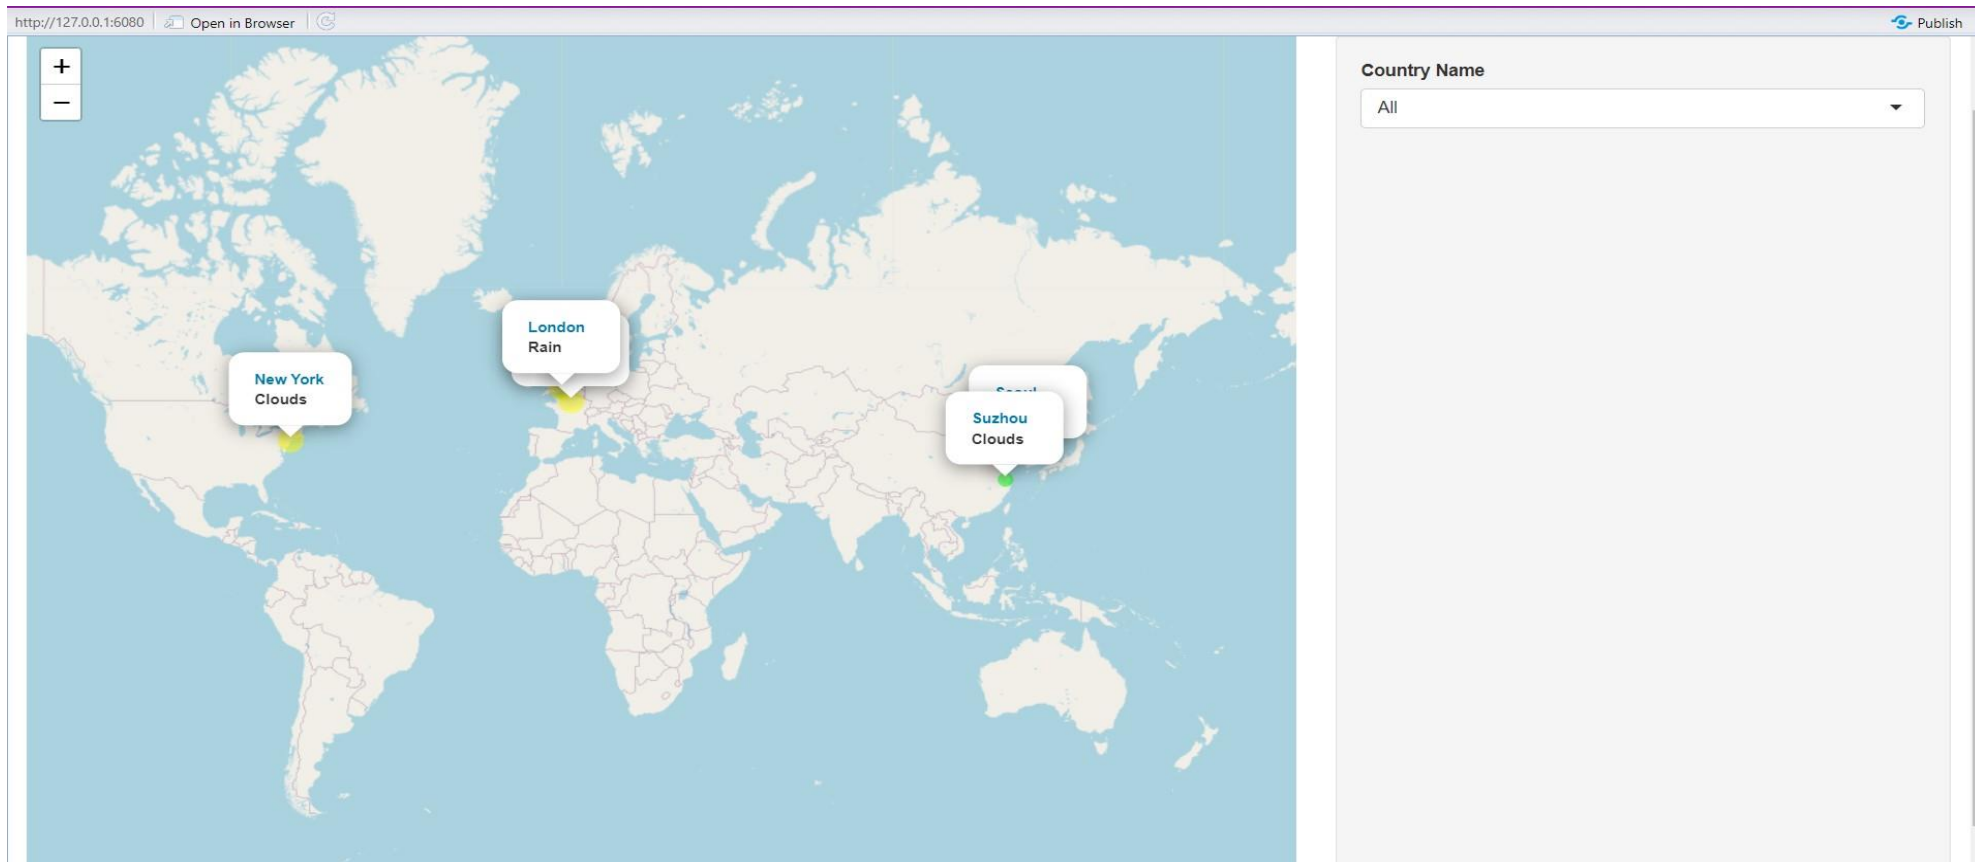 http://127.0.0.1:6080 Open in Browser Publish
+
−
Country Name
All
London
Rain
New York
Clouds
Seoul
Suzhou
Clouds